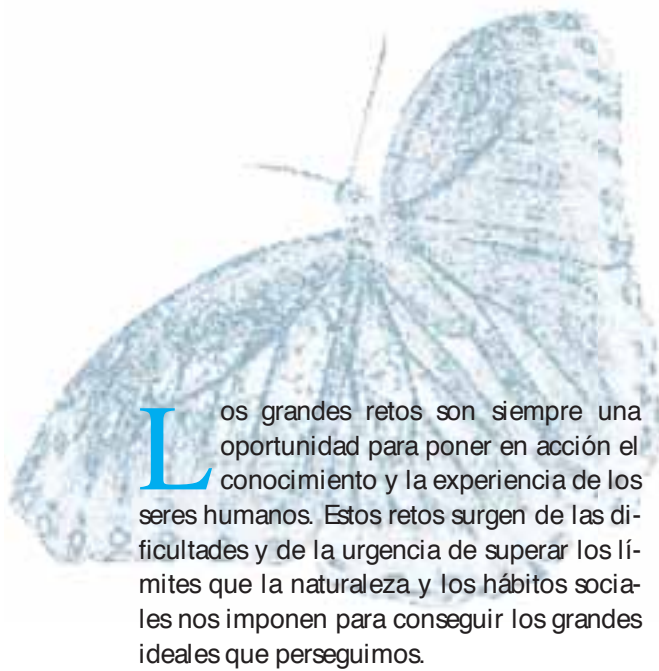 Los grandes retos son siempre una
oportunidad para poner en acción el
conocimiento y la experiencia de los
seres humanos. Estos retos surgen de las di-
ficultades y de la urgencia de superar los lí-
mites que la naturaleza y los hábitos socia-
les nos imponen para conseguir los grandes
ideales que perseguimos.